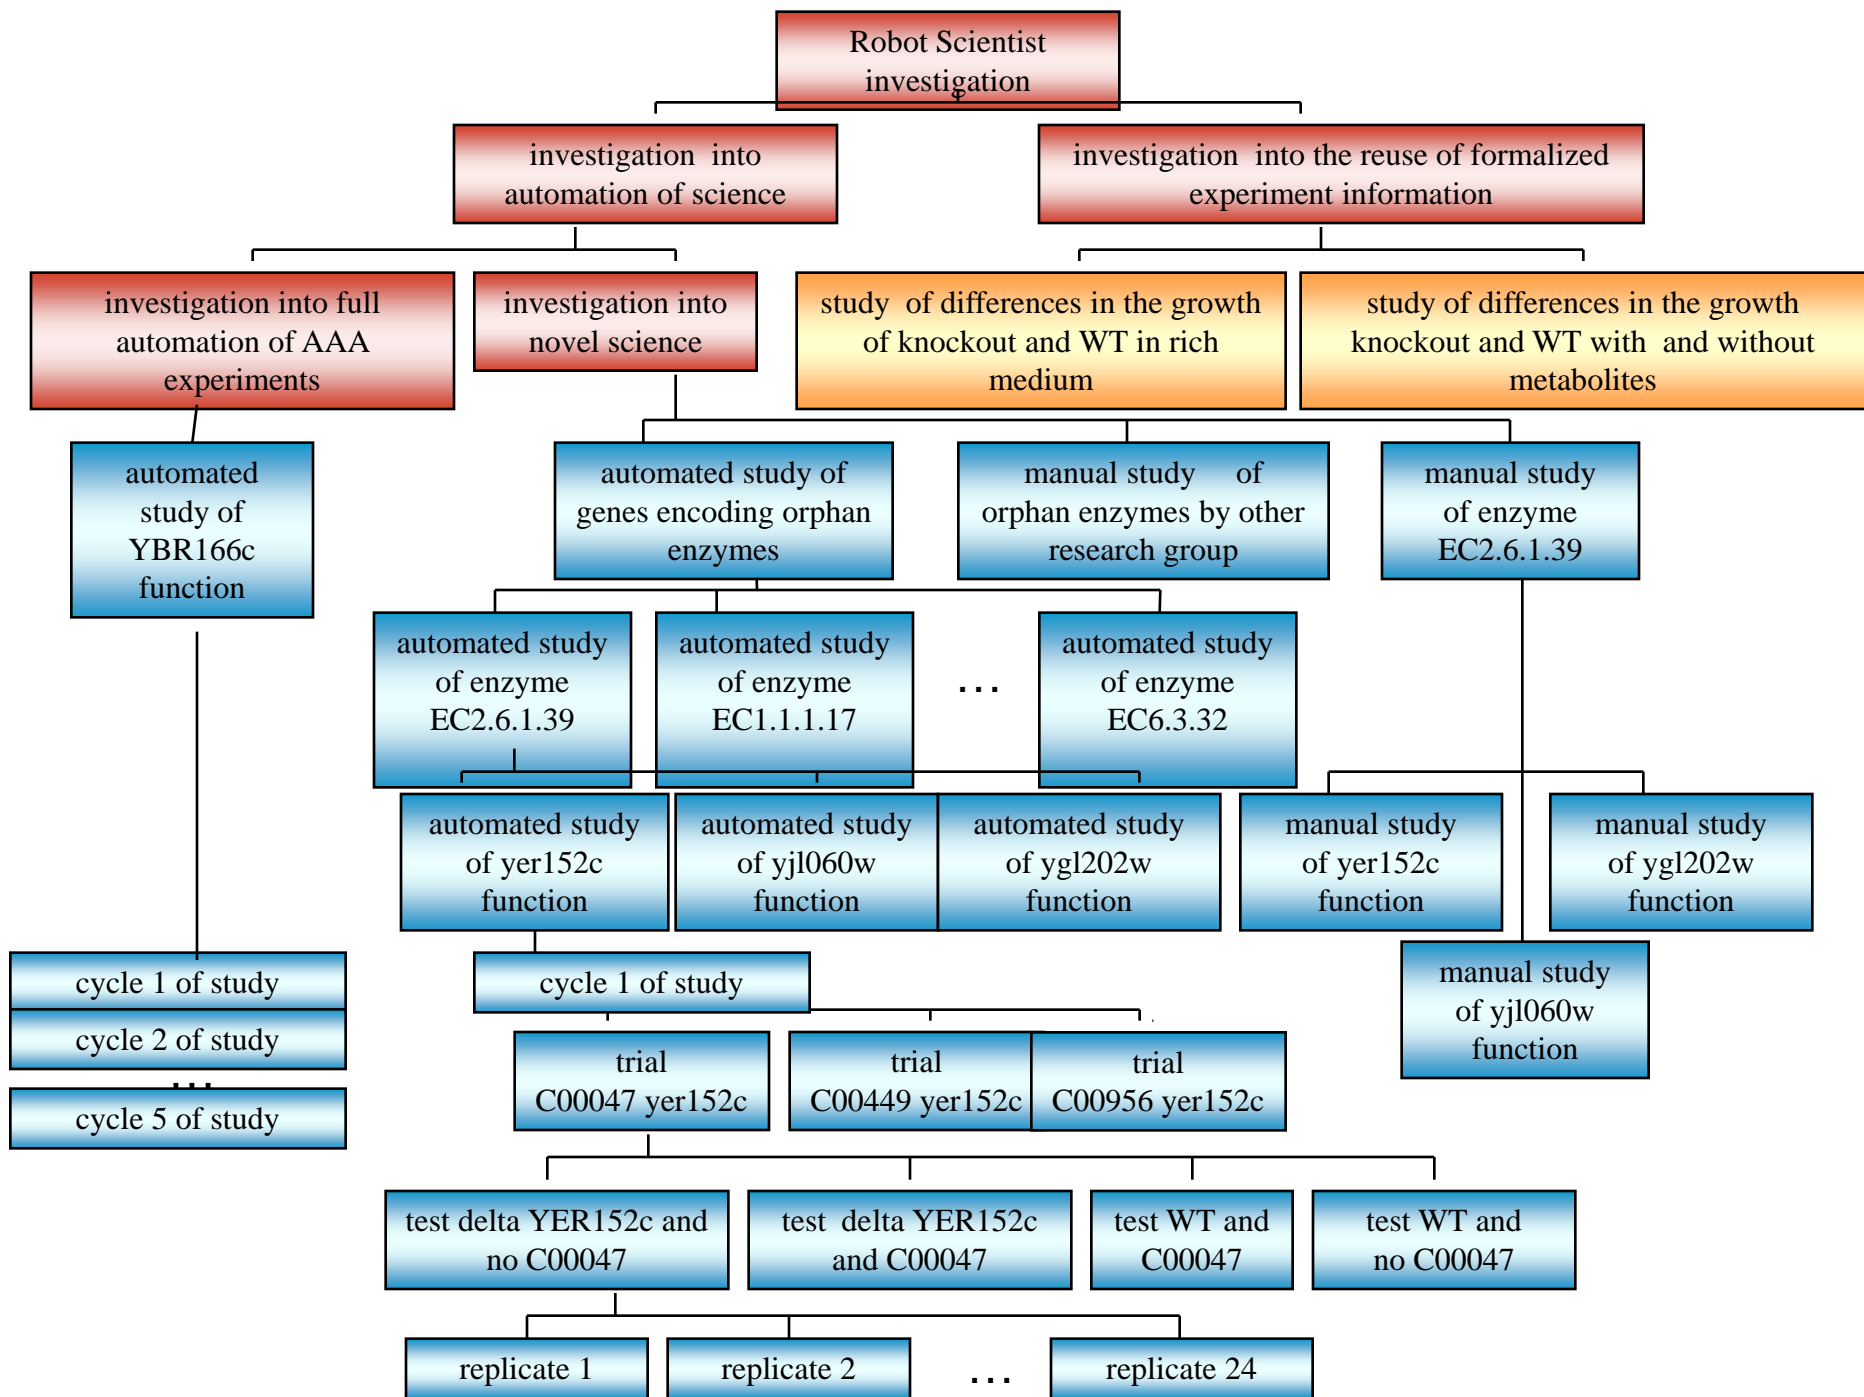 Robot Scientist
investigation
investigation into
automation of science
investigation into the reuse of formalized
experiment information
investigation into full
automation of AAA
experiments
investigation into
novel science
study of differences in the growth
of knockout and WT in rich
medium
study of differences in the growth
knockout and WT with and without
metabolites
automated
study of
YBR166c
function
automated study of
genes encoding orphan
enzymes
manual study of
orphan enzymes by other
research group
manual study
of enzyme
EC2.6.1.39
automated study
of enzyme
EC2.6.1.39
automated study
of enzyme
EC1.1.1.17
...
automated study
of enzyme
EC6.3.32
automated study
of yer152c
function
automated study
of yjl060w
function
automated study
of ygl202w
function
manual study
of yer152c
function
manual study
of ygl202w
function
manual study
of yjl060w
function
cycle 1 of study
cycle 2 of study
...
cycle 5 of study
cycle 1 of study
trial
C00047 yer152c
trial
C00449 yer152c
trial
C00956 yer152c
test delta YER152c and
no C00047
test delta YER152c
and C00047
test WT and
C00047
test WT and
no C00047
replicate 1
replicate 2
...
replicate 24